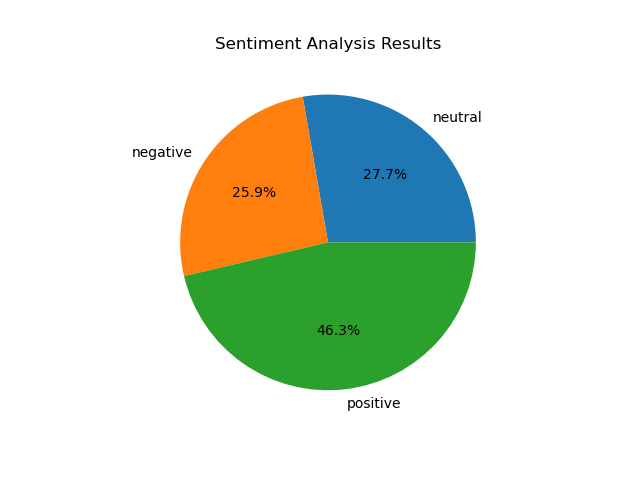 Sentiment Analysis Results
neutral
negative
27.7%
25.9%
46.3%
positive